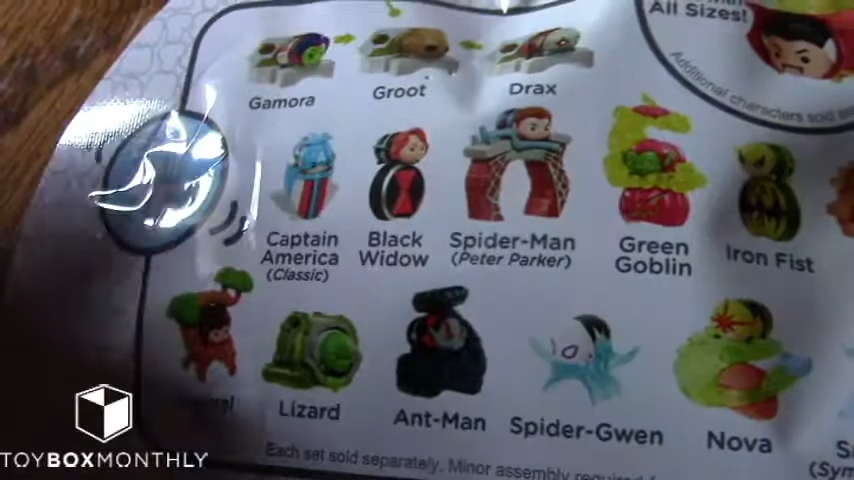 All Sizes!
Additional characters sold
Gamora
Groot
Drax
Captain America (Classic)
Black Widow
Spider-Man (Peter Parker)
Green Goblin
Iron Fist
Lizard
Ant-Man
Spider-Gwen
Nova
Each set sold separately. Minor assembly required
TOYBOXMONTHLY